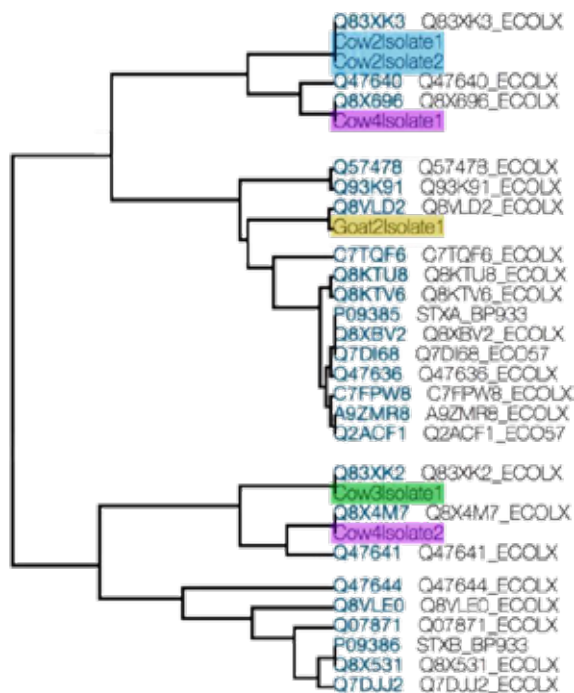 Q83XK3 Q83XK3_ECOLX
Cow2Isolate1
Cow2Isolate2
Q47640 Q47640_ECOLX
Q8X696 Q8X696_ECOLX
Cow4Isolate1
Q57478 Q57478_ECOLX
Q93K91 Q93K91_ECOLX
Q8VLD2 Q8VLD2_ECOLX
Goat2Isolate1
C7TQF6 C7TQF6_ECOLX
Q8KTU8 Q8KTU8_ECOLX
Q8KTV6 Q8KTV6_ECOLX
P09385 STXA_BP933
Q8XBV2 Q8XBV2_ECOLX
Q7DI68 Q7DI68_ECO57
Q47636 Q47636_ECOLX
C7FPW8 C7FPW8_ECOLX
A9ZMR8 A9ZMR8_ECOLX
Q2ACF1 Q2ACF1_ECO57
Q83XK2 Q83XK2_ECOLX
Cow3Isolate1
Q8X4M7 Q8X4M7_ECOLX
Cow4Isolate2
Q47641 Q47641_ECOLX
Q47644 Q47644_ECOLX
Q8VLE0 Q8VLE0_ECOLX
Q07871 Q07871_ECOLX
P09386 STXB_BP933
Q8X531 Q8X531_ECOLX
Q7DJJ2 Q7DJJ2_ECOLX